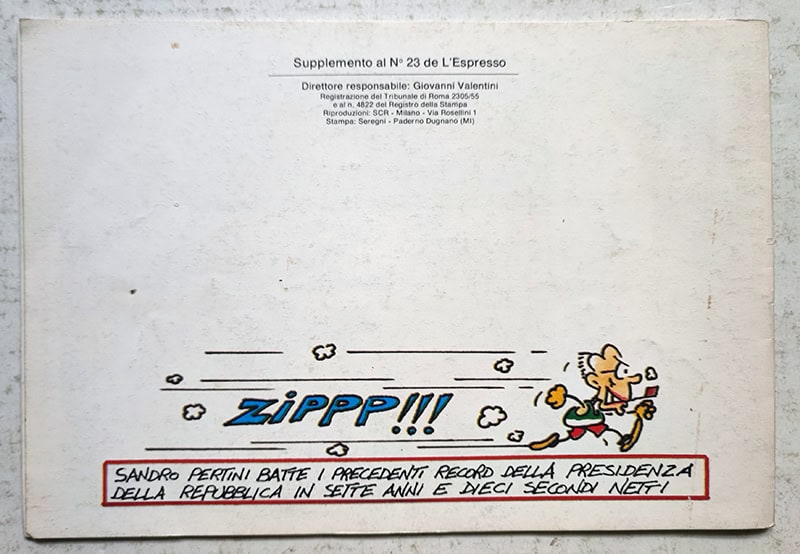 Supplemento al N° 23 de L'Espresso
Direttore responsabile: Giovanni Valentini
Registrazione del Tribunale di Roma 2305/55
e al n. 4822 del Registro della Stampa
Riproduzioni: SCR - Milano - Via Rosellini 1
Stampa: Seregni - Paderno Dugnano (MI)
ZiPPP!!!
SANDRO PERTINI BATTE I PRECEDENTI RECORD DELLA PRESIDENZA
DELLA REPUBBLICA IN SETTE ANNI E DIECI SECONDI NETTI